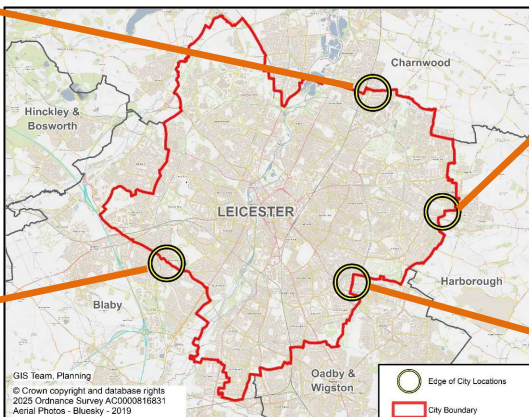 Charnwood
Hinckley &
Bosworth
LEICESTER
Harborough
Blaby
Oadby &
Wigston
GIS Team, Planning
© Crown copyright and database rights
2025 Ordnance Survey AC0000816831
Aerial Photos - Bluesky - 2019
Edge of City Locations
City Boundary